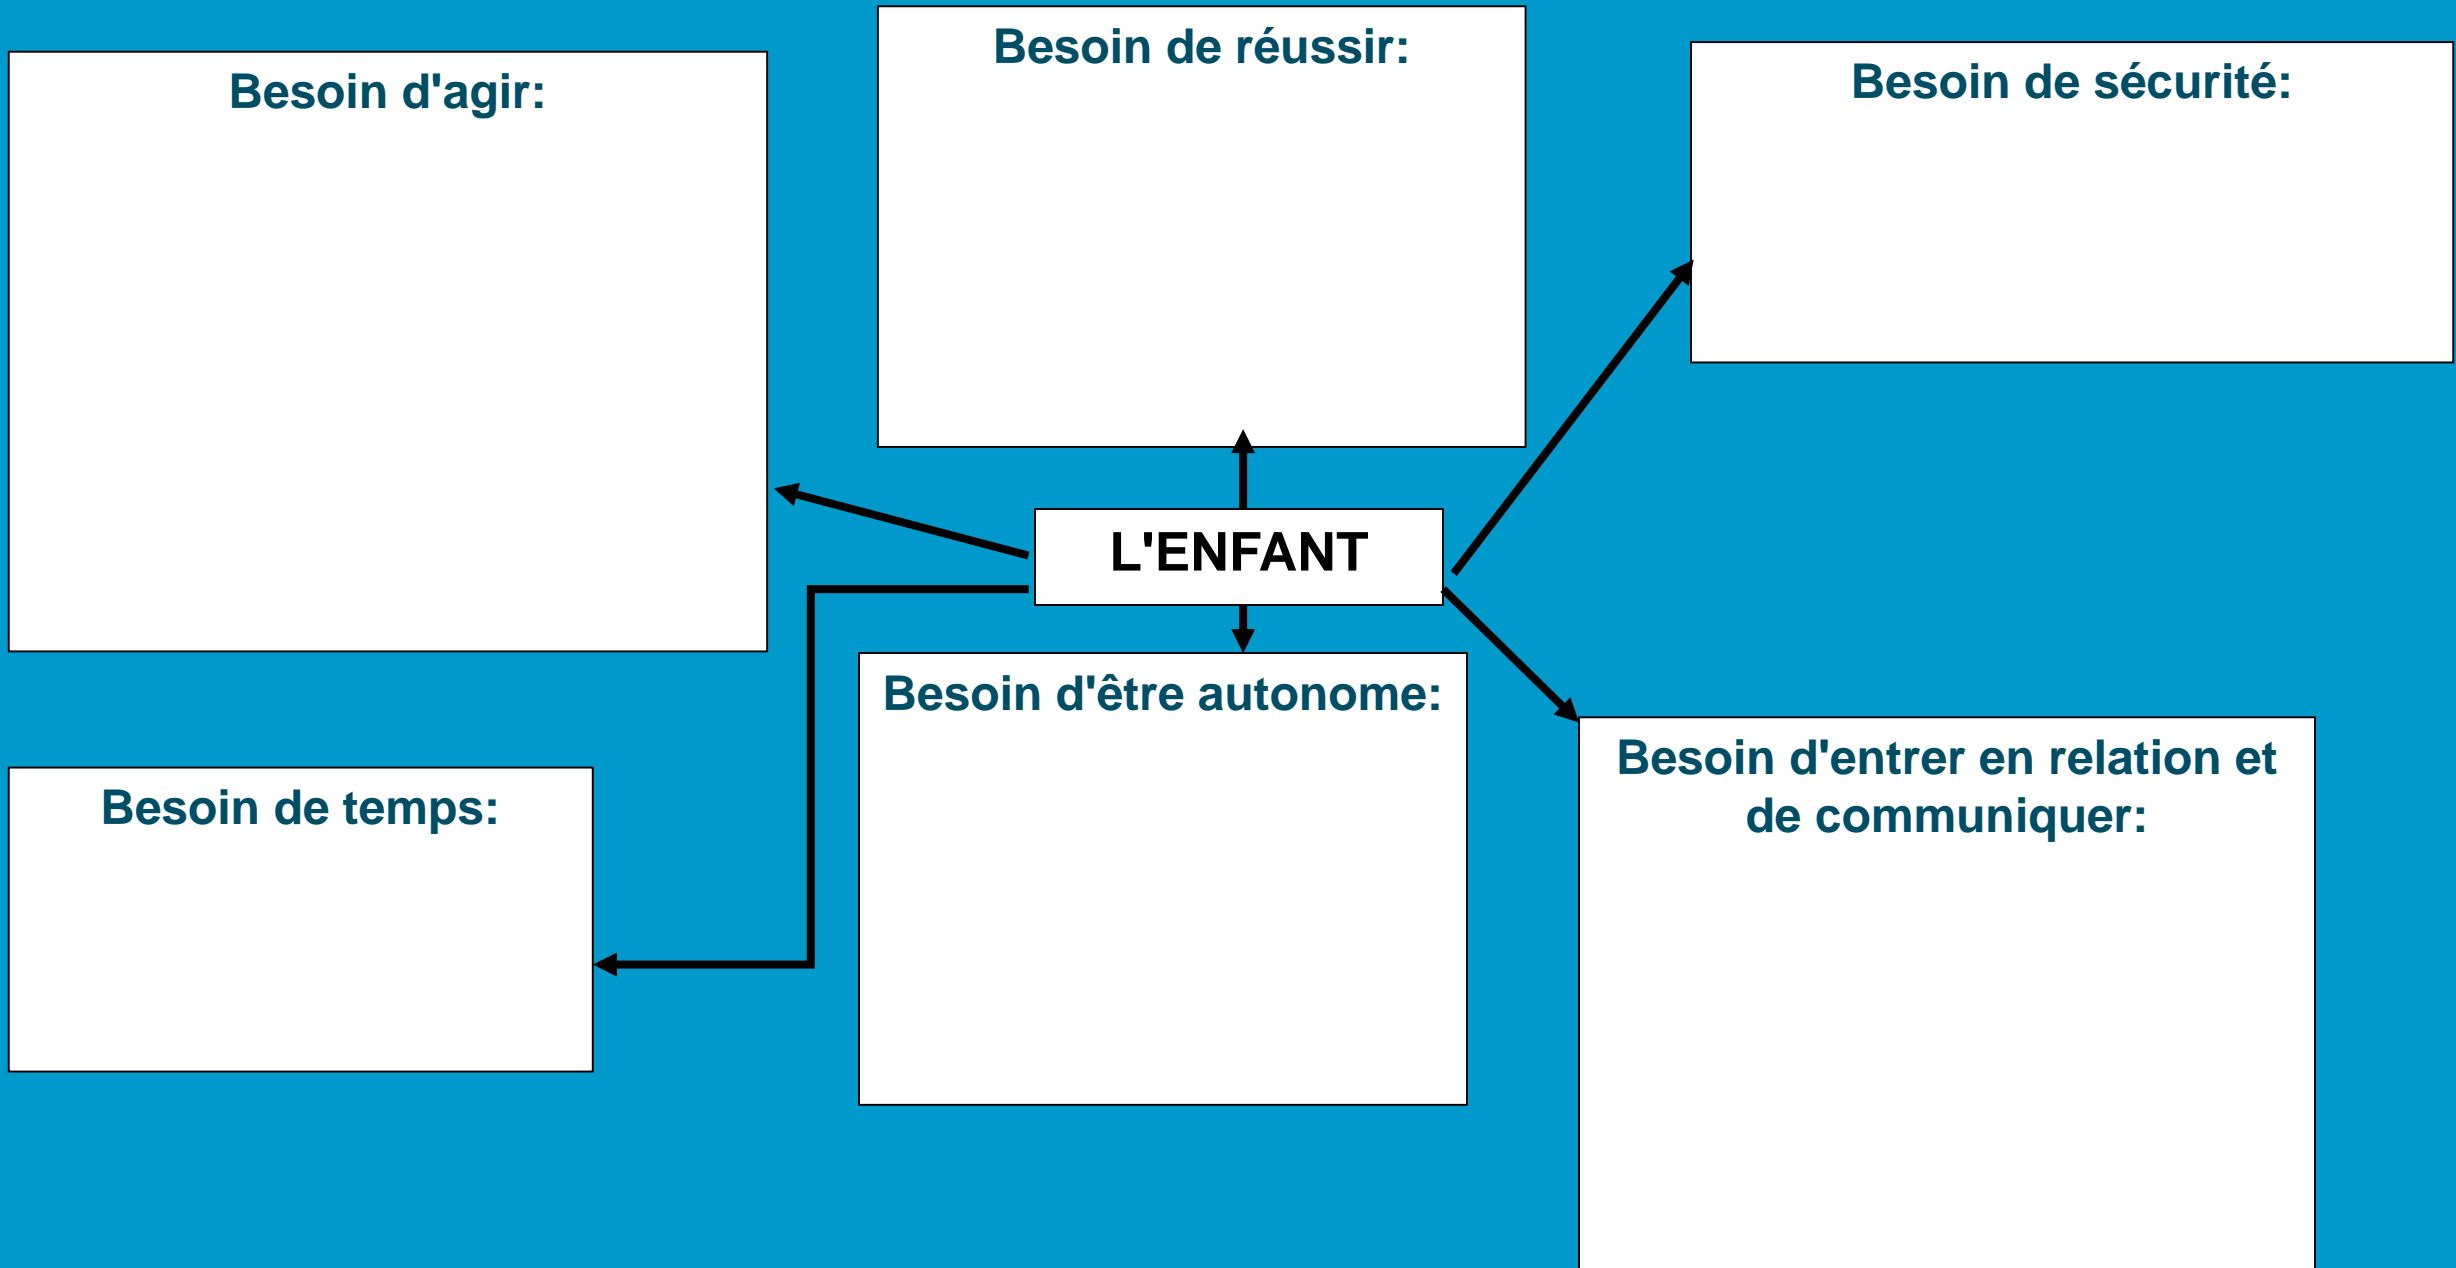 Besoin de réussir:
Besoin d'agir:
Besoin de sécurité:
L'ENFANT
Besoin d'être autonome:
Besoin d'entrer en relation et
de communiquer:
Besoin de temps: